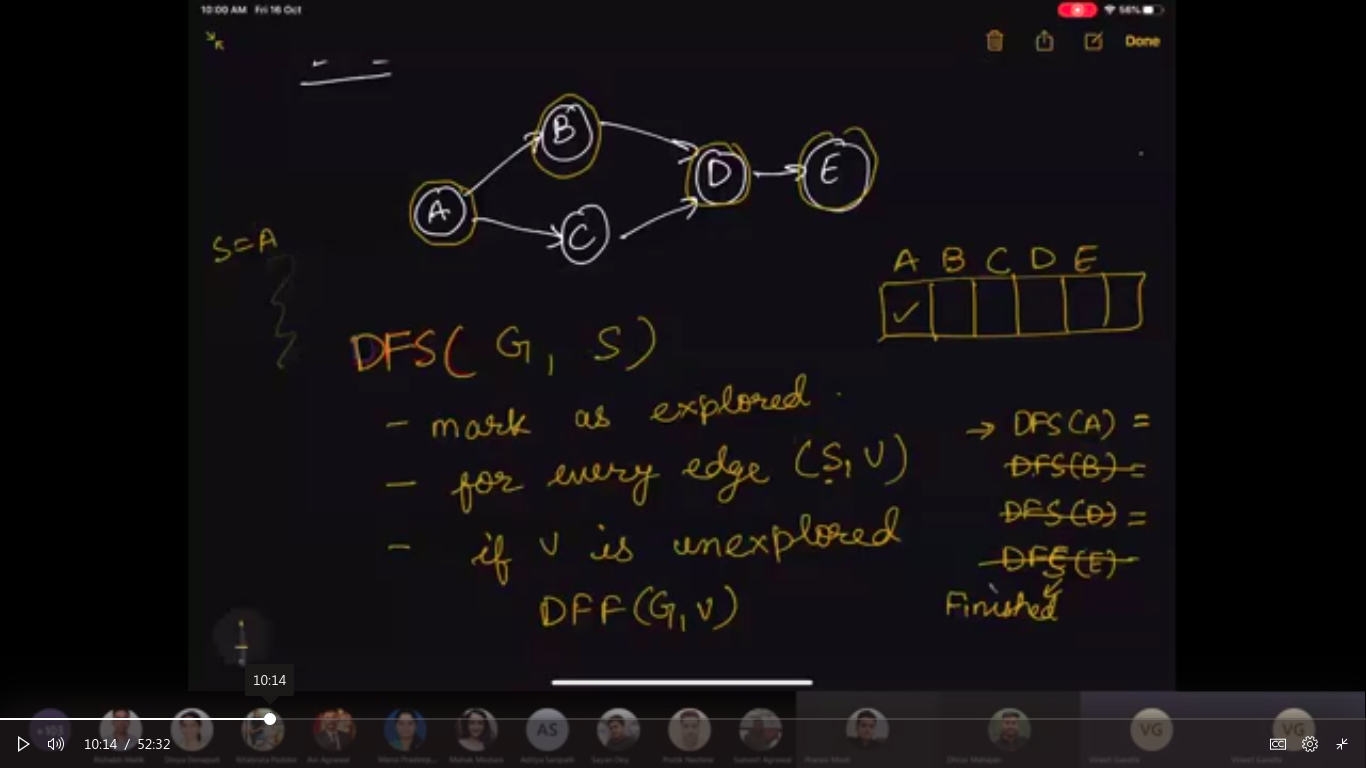 10:00 AM Fri 16 Oct
56%
Done
B
D
E
A
C
S=A
A B C D E
DFS( G, S)
- mark as explored.
- for every edge (S, V)
- if v is unexplored
DFF(G,V)
→ DFS(A) =
DFS(B) =
DFS(D) =
DFS(E)
Finished
10:14
AS
VG
VG
10:14 / 52:32
CC